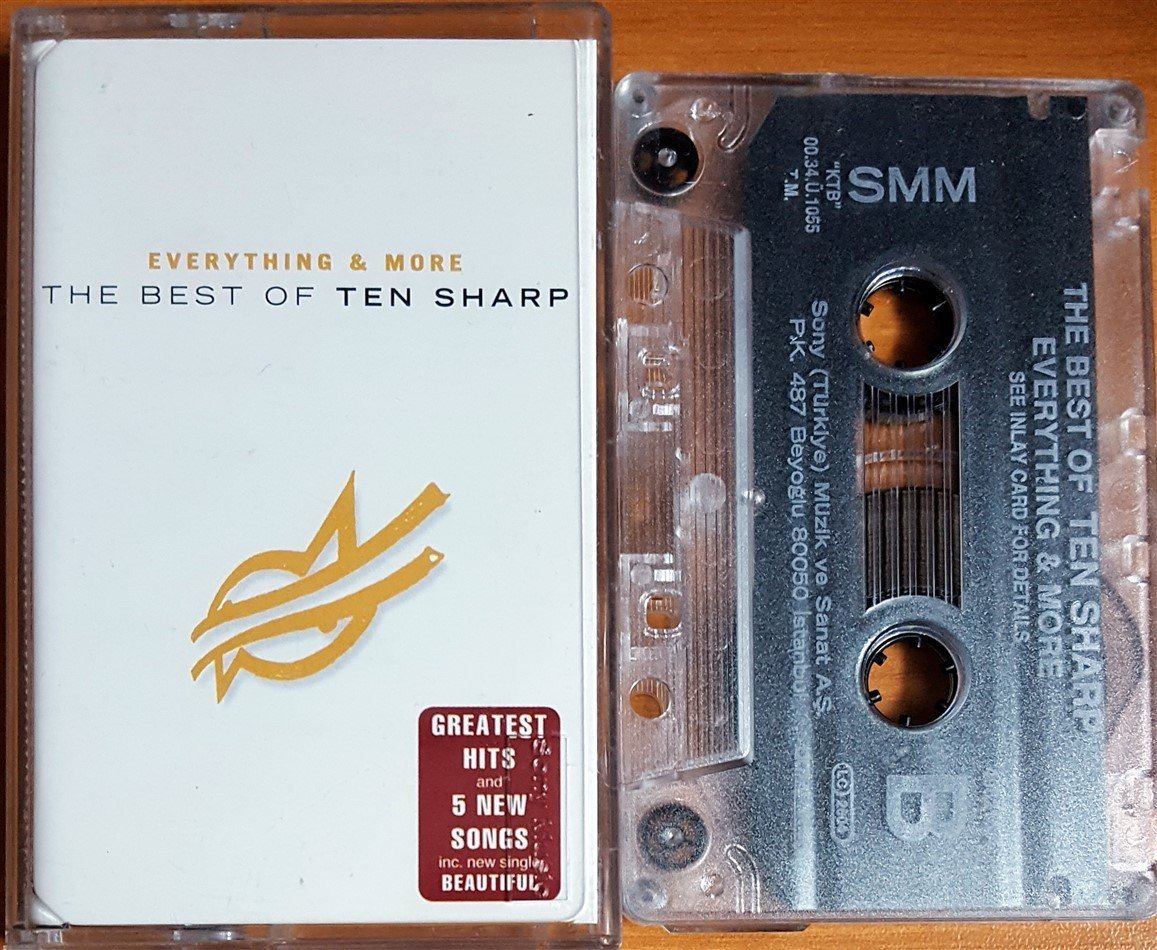 EVERYTHING & MORE
THE BEST OF TEN SHARP
GREATEST
HITS
and
5 NEW
SONGS
inc. new single
BEAUTIFUL
SMM
"KTB"
00.34.Ü.1055
T.M.
Sony (Türkiye) Müzik ve Sanat A.Ş.
P.K. 487 Beyoğlu 80050
THE BEST OF TEN SHARP
EVERYTHING & MORE
SEE INLAY CARD FOR DETAILS
B